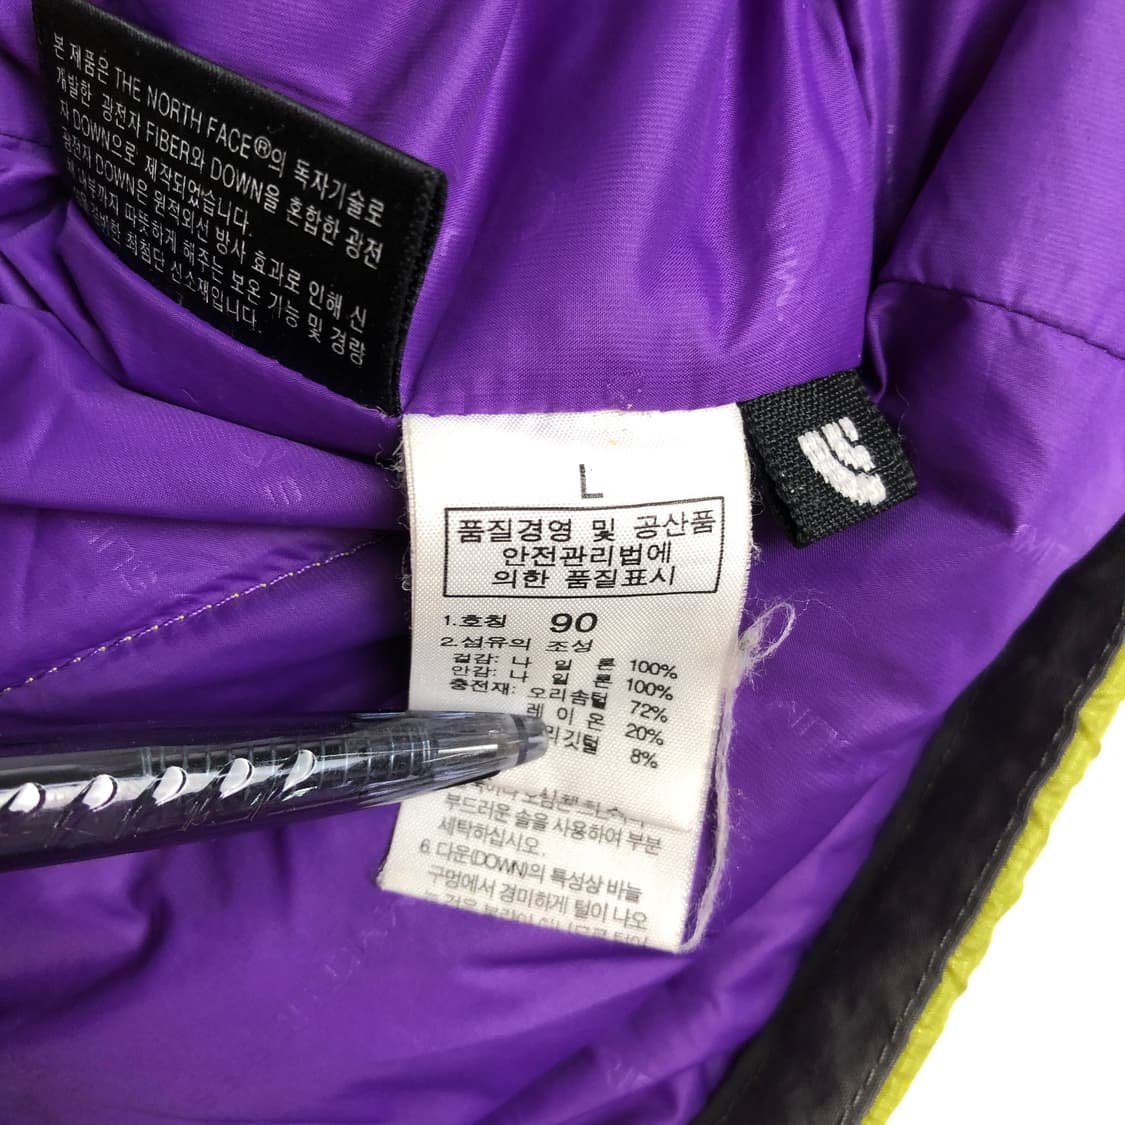 본 제품은 THE NORTH FACE®의 독자기술로
개발한 광전자 FIBER와 DOWN을 혼합한 광전
자 DOWN으로 제작되었습니다.
광전자 DOWN은 원적외선 방사 효과로 인해 신
체 내부까지 따뜻하게 해주는 보온 기능 및 경량
최첨단 신소재입니다.
L
품질경영 및 공산품
안전관리법에
의한 품질표시
1.호칭 90
2.섬유의 조성
겉감: 나 일 론 100%
안감: 나 일 론 100%
충전재: 오리솜털 72%
레 이 온 20%
리깃털 8%
부드러운 솔을 사용하여 부분
세탁하십시오.
6. 다운(DOWN)의 특성상 바늘
구멍에서 경미하게 털이 나오